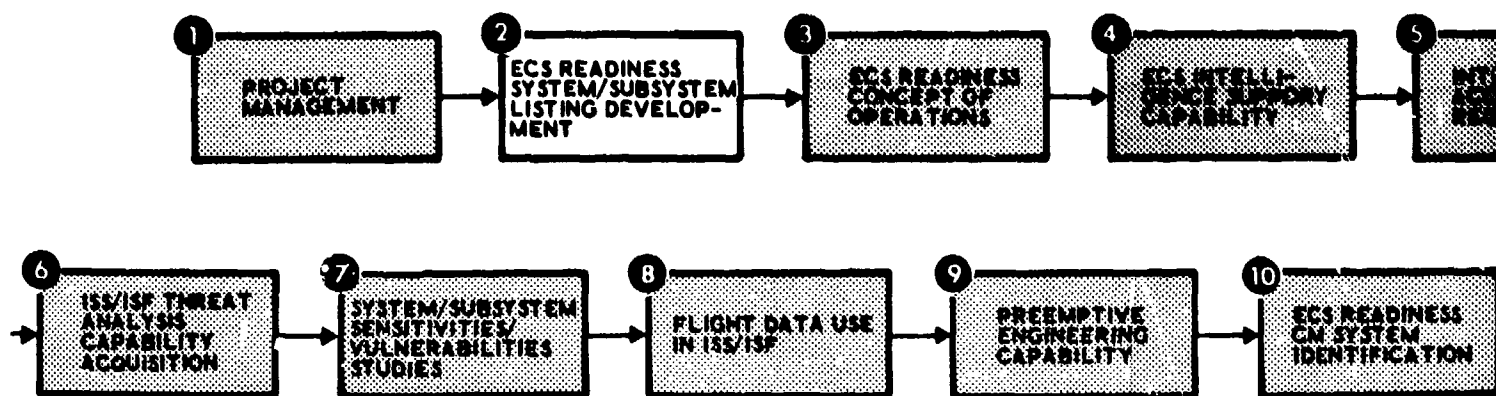 1
PROJECT
MANAGEMENT
2
ECS READINESS
SYSTEM/SUBSYSTEM
LISTING DEVELOP-
MENT
3
ECS READINESS
CONCEPT OF
OPERATIONS
4
ECS INTELLI-
GENCE SUPPORT
CAPABILITY
5
6
ISS/ISF THREAT
ANALYSIS
CAPABILITY
ACQUISITION
7
SYSTEM/SUBSYSTEM
SENSITIVITIES/
VULNERABILITIES
STUDIES
8
FLIGHT DATA USE
IN ISS/ISF
9
PREEMPTIVE
ENGINEERING
CAPABILITY
10
ECS READINESS
CM SYSTEM
IDENTIFICATION